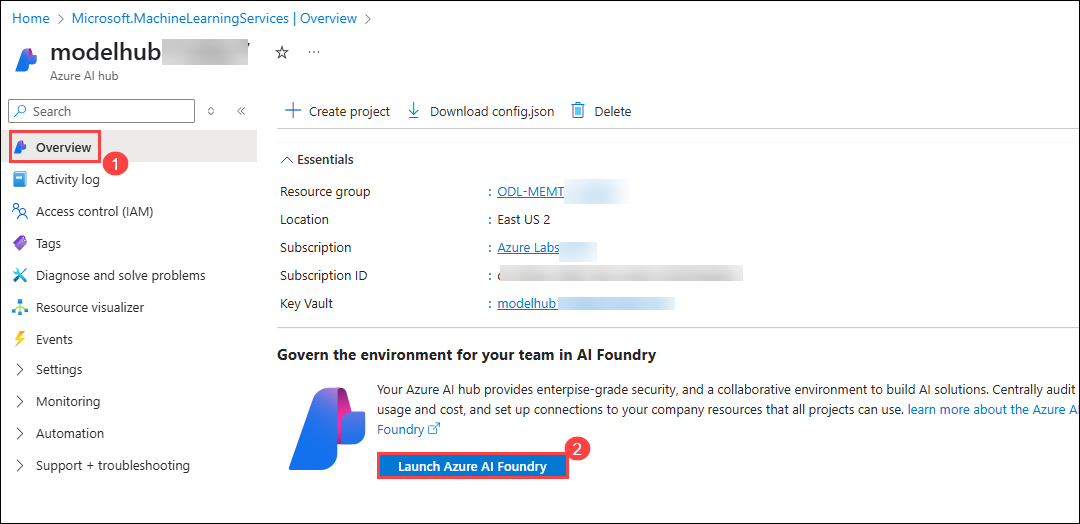 Home > Microsoft.MachineLearningServices | Overview >
modelhub
Azure AI hub
Search
Create project
Download config.json
Delete
Overview
1
Activity log
Access control (IAM)
Tags
Diagnose and solve problems
Resource visualizer
Events
Settings
Monitoring
Automation
Support + troubleshooting
Essentials
Resource group : ODL-MEMT
Location : East US 2
Subscription : Azure Labs
Subscription ID :
Key Vault : modelhub
Govern the environment for your team in AI Foundry
Your Azure AI hub provides enterpise-grade security, and a collaborative environment to build AI solutions. Centrally audit
usage and cost, and set up connections to your company resources that all projects can use. learn more about the Azure AI
Foundry
2
Launch Azure AI Foundry